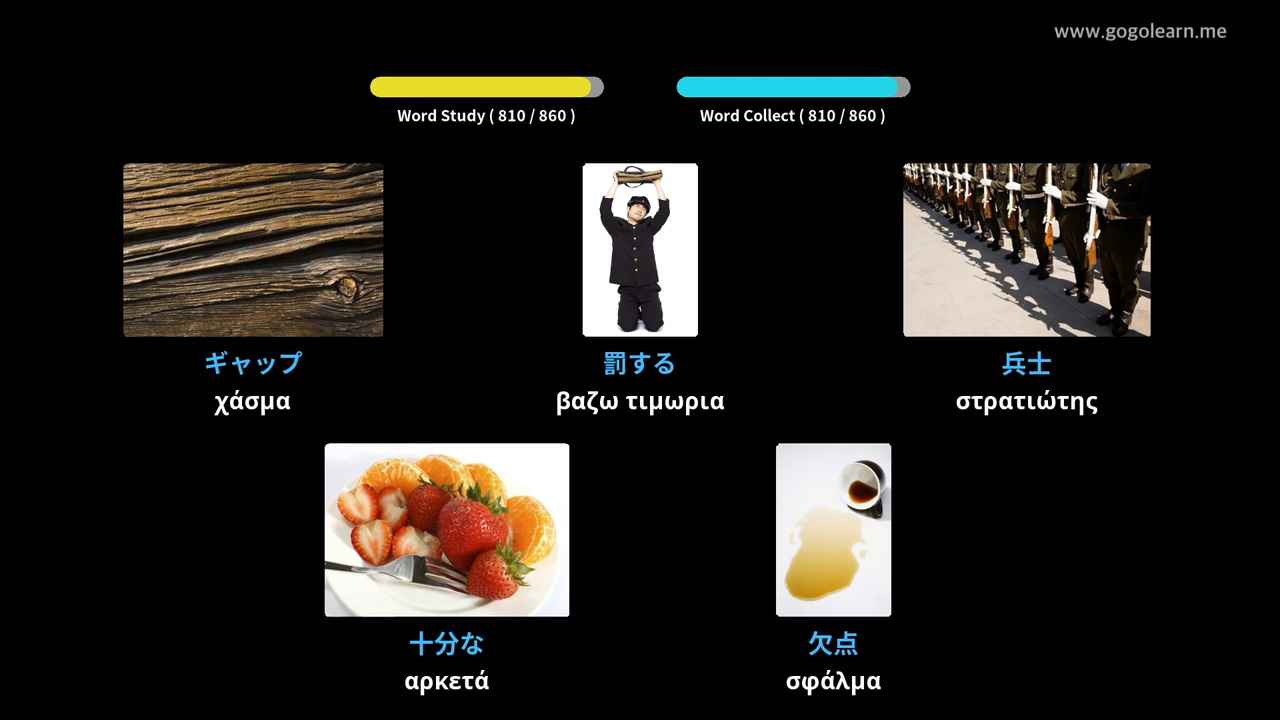 www.gogolearn.me
Word Study ( 810 / 860 )
Word Collect ( 810 / 860 )
ギャップ
χάσμα
罰する
βαζω τιμωρια
兵士
στρατιώτης
十分な
αρκετά
欠点
σφάλμα